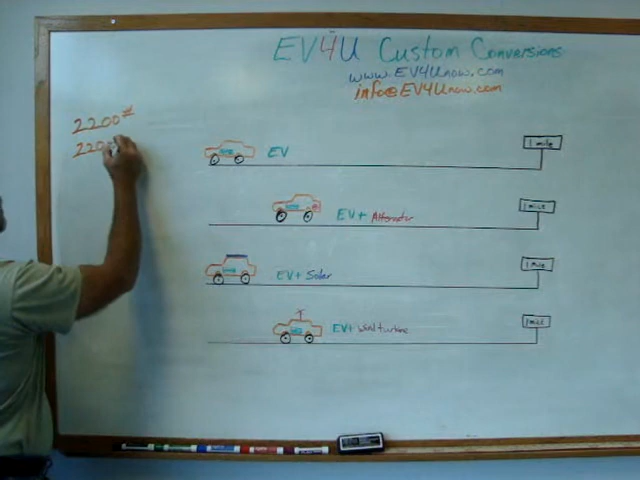 EV4U Custom Conversions
www.EV4Unow.com
info@EV4Unow.com
2200#
220
EV
1 mile
EV+ Alternator
1 mile
EV+ Solar
1 mile
EV+ Wind turbine
1 mile